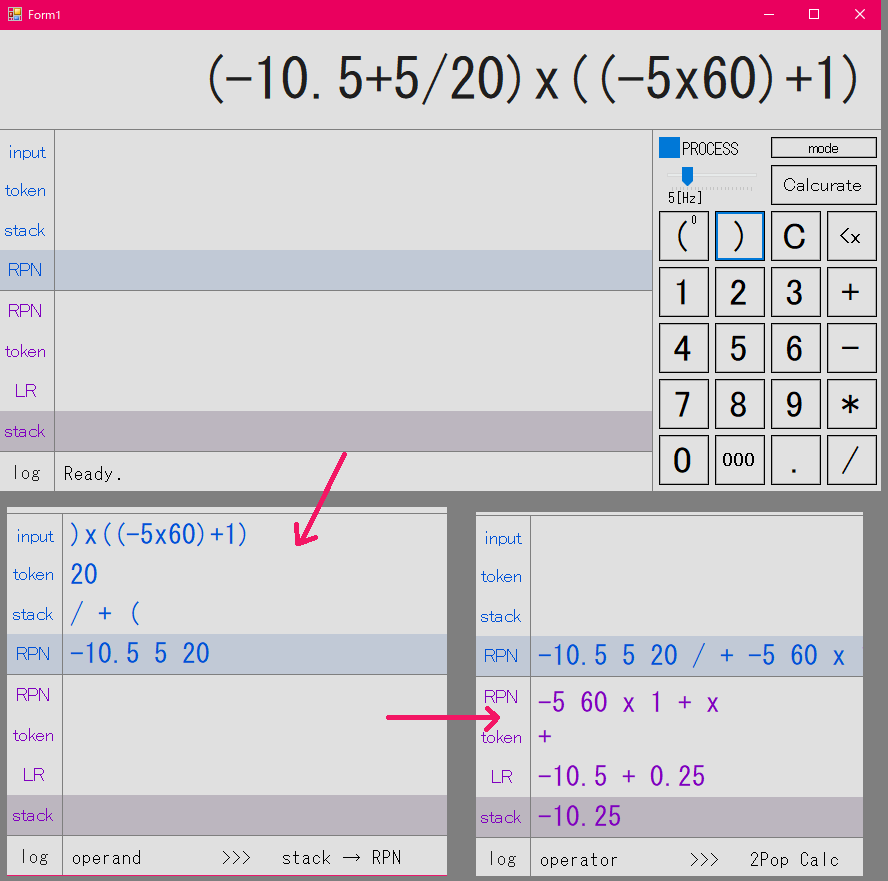 Form1
(-10.5+5/20)x((-5x60)+1)
input
token
stack
RPN
RPN
token
LR
stack
log Ready.
PROCESS mode
5[Hz] Calcurate
( 0 ) C <x
1 2 3 +
4 5 6 -
7 8 9 *
0 000 . /
input )x((-5x60)+1)
token 20
stack / + (
RPN -10.5 5 20
RPN
token
LR
stack
log operand >>> stack → RPN
input
token
stack
RPN -10.5 5 20 / + -5 60 x
RPN -5 60 x 1 + x
token +
LR -10.5 + 0.25
stack -10.25
log operator >>> 2Pop Calc